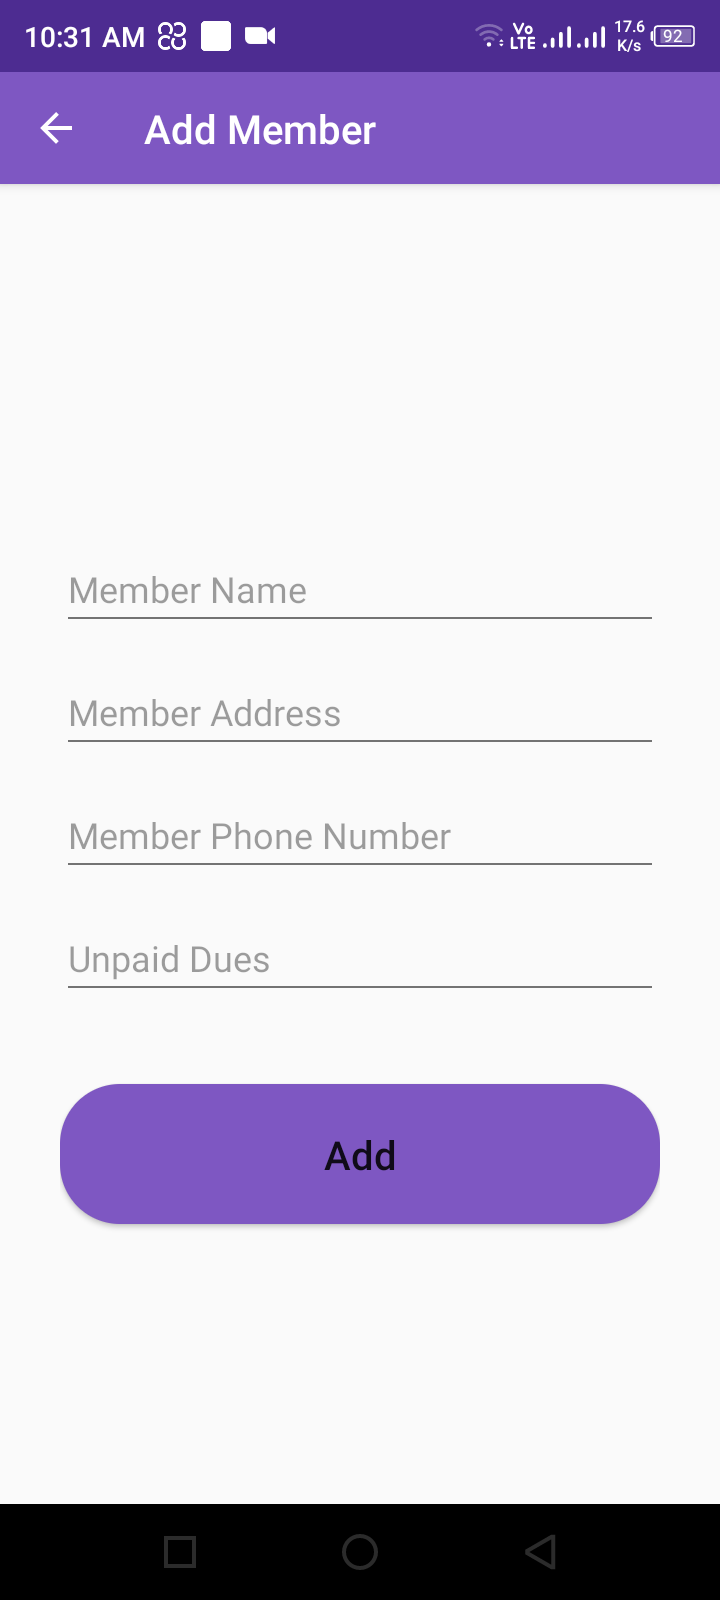 10:31 AM Vo LTE 17.6 K/s 92
Add Member
Member Name
Member Address
Member Phone Number
Unpaid Dues
Add